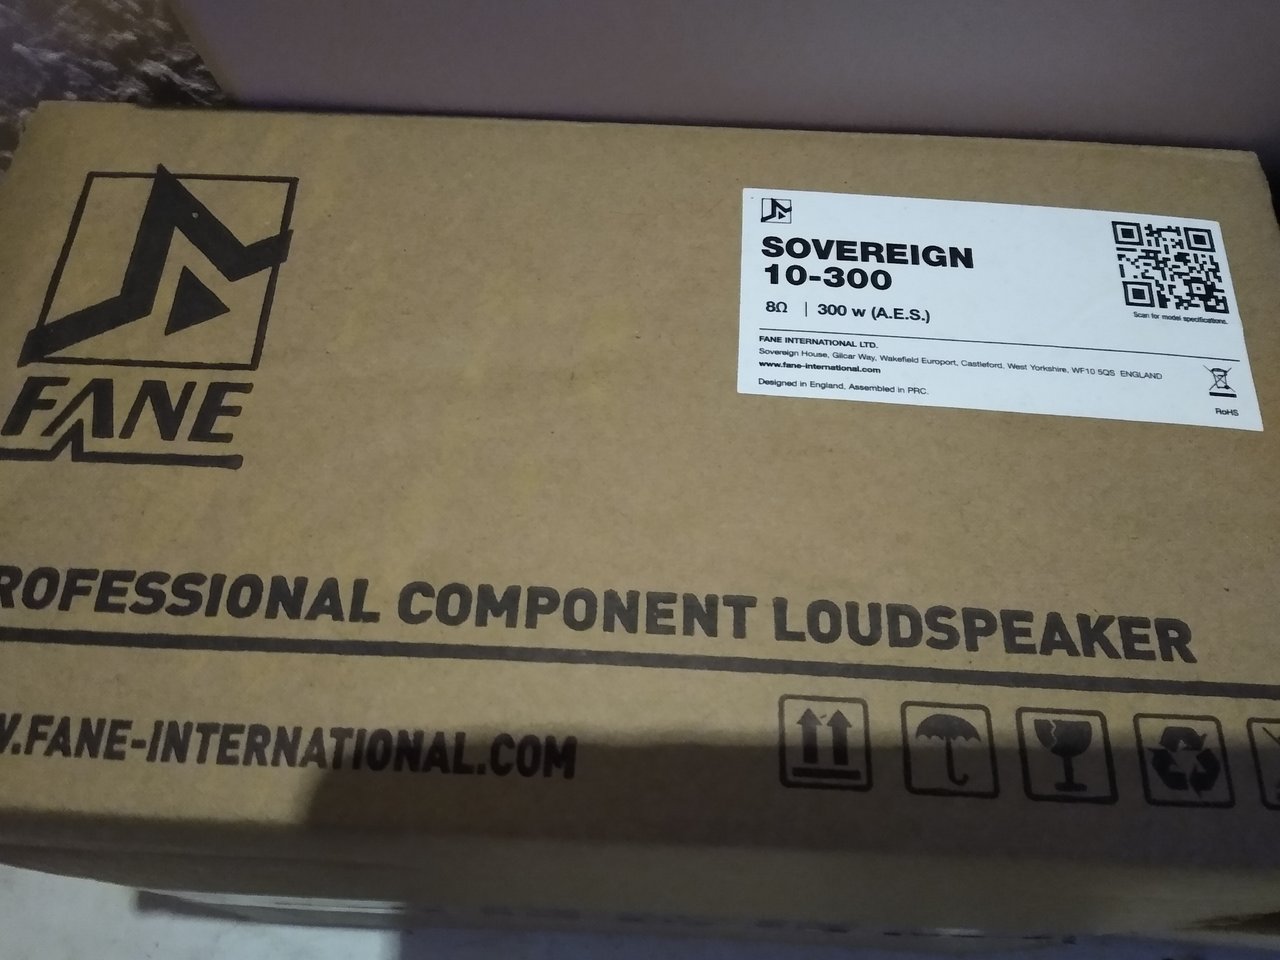 FANE
SOVEREIGN
10-300
8Ω | 300 w (A.E.S.)
Scan for model specifications.
FANE INTERNATIONAL LTD.
Sovereign House, Gilcar Way, Wakefield Europort, Castleford, West Yorkshire, WF10 5QS ENGLAND
www.fane-international.com
Designed in England, Assembled in PRC.
RoHS
ROFESSIONAL COMPONENT LOUDSPEAKER
W.FANE-INTERNATIONAL.COM